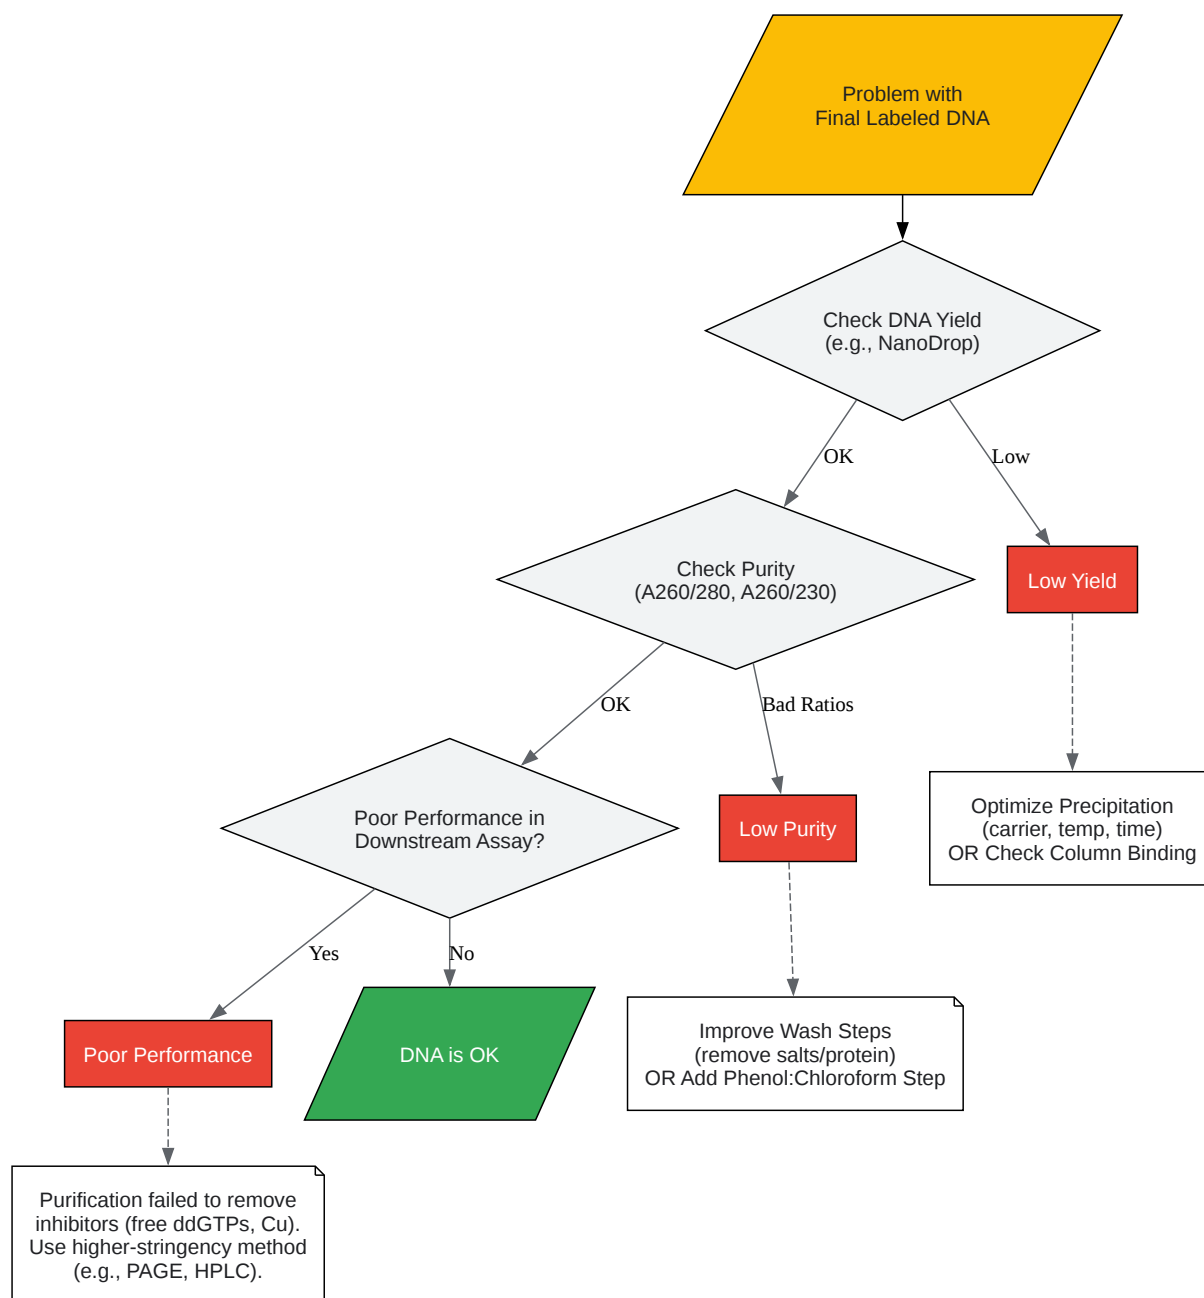 Problem with
Final Labeled DNA
Check DNA Yield
(e.g., NanoDrop)
OK
Low
Check Purity
(A260/280, A260/230)
Low Yield
OK
Bad Ratios
Poor Performance in
Downstream Assay?
Low Purity
Optimize Precipitation
(carrier, temp, time)
OR Check Column Binding
Yes
No
Poor Performance
DNA is OK
Improve Wash Steps
(remove salts/protein)
OR Add Phenol:Chloroform Step
Purification failed to remove
inhibitors (free ddGTPs, Cu).
Use higher-stringency method
(e.g., PAGE, HPLC).